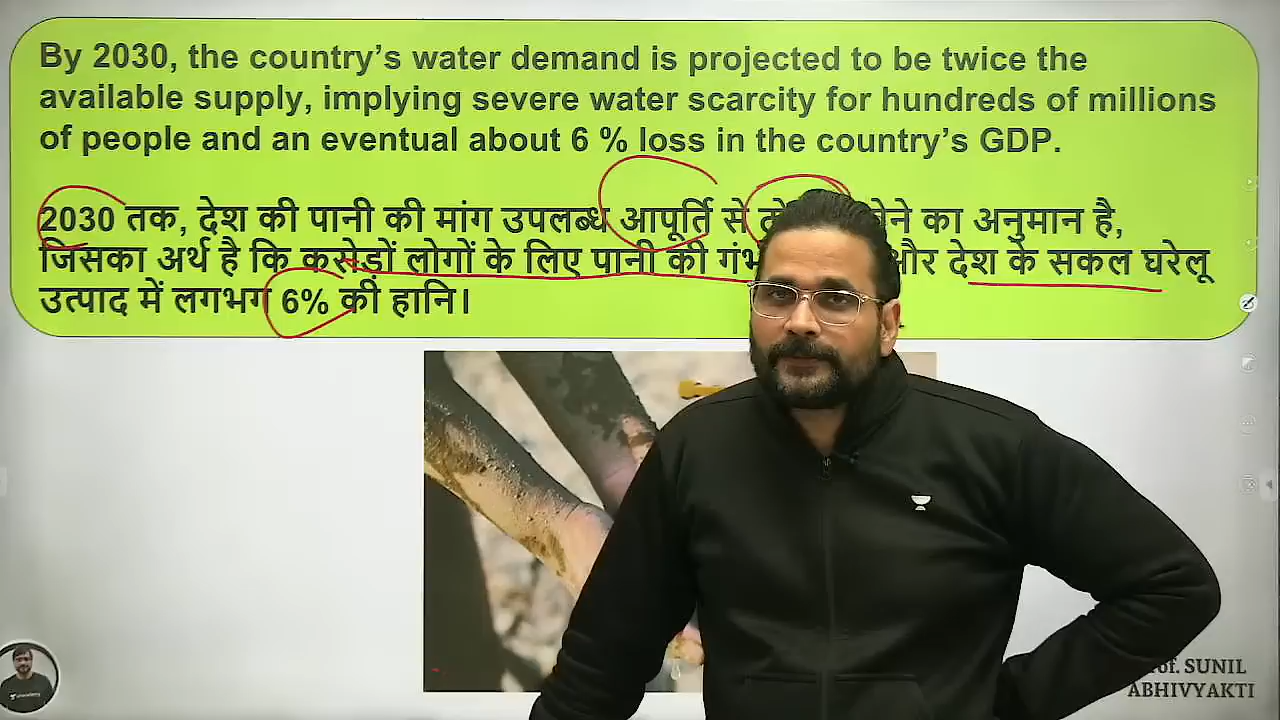 By 2030, the country's water demand is projected to be twice the
available supply, implying severe water scarcity for hundreds of millions
of people and an eventual about 6 % loss in the country's GDP.
2030 तक, देश की पानी की मांग उपलब्ध आपूर्ति से होने का अनुमान है,
जिसका अर्थ है कि करोड़ों लोगों के लिए पानी की और देश के सकल घरेलू
उत्पाद में लगभग 6% की हानि।
SUNIL
ABHIVYAKTI